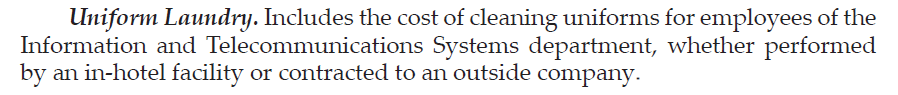 Uniform Laundry. Includes the cost of cleaning uniforms for employees of the
Information and Telecommunications Systems department, whether performed
by an in-hotel facility or contracted to an outside company.